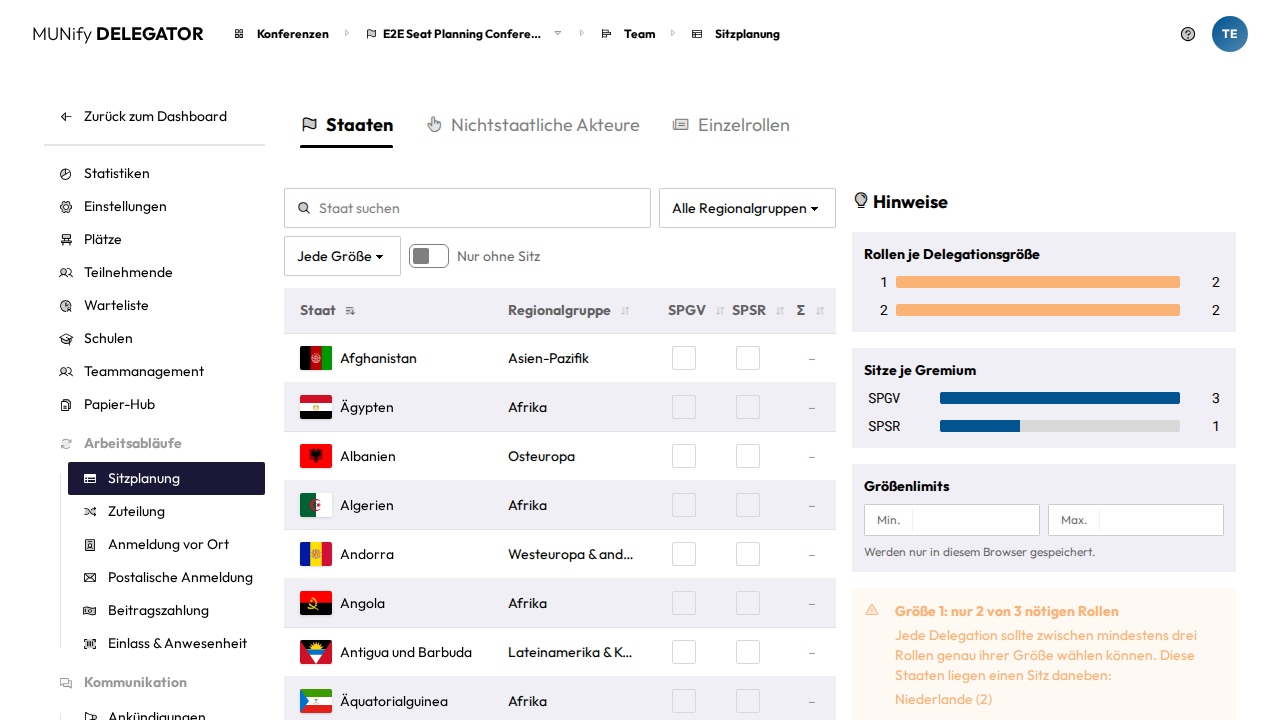 MUNify DELEGATOR
Konferenzen
E2E Seat Planning Confere...
Team
Sitzplanung
TE
Zurück zum Dashboard
Statistiken
Einstellungen
Plätze
Teilnehmende
Warteliste
Schulen
Teammanagement
Papier-Hub
Arbeitsabläufe
Sitzplanung
Zuteilung
Anmeldung vor Ort
Postalische Anmeldung
Beitragszahlung
Einlass & Anwesenheit
Kommunikation
Ankündigungen
Staaten
Nichtstaatliche Akteure
Einzelrollen
Staat suchen
Alle Regionalgruppen
Jede Größe
Nur ohne Sitz
Staat Regionalgruppe SPGV SPSR Σ
Afghanistan Asien-Pazifik –
Ägypten Afrika –
Albanien Osteuropa –
Algerien Afrika –
Andorra Westeuropa & and... –
Angola Afrika –
Antigua und Barbuda Lateinamerika & K... –
Äquatorialguinea Afrika –
Hinweise
Rollen je Delegationsgröße
1 2
2 2
Sitze je Gremium
SPGV 3
SPSR 1
Größenlimits
Min.
Max.
Werden nur in diesem Browser gespeichert.
Größe 1: nur 2 von 3 nötigen Rollen
Jede Delegation sollte zwischen mindestens drei
Rollen genau ihrer Größe wählen können. Diese
Staaten liegen einen Sitz daneben:
Niederlande (2)